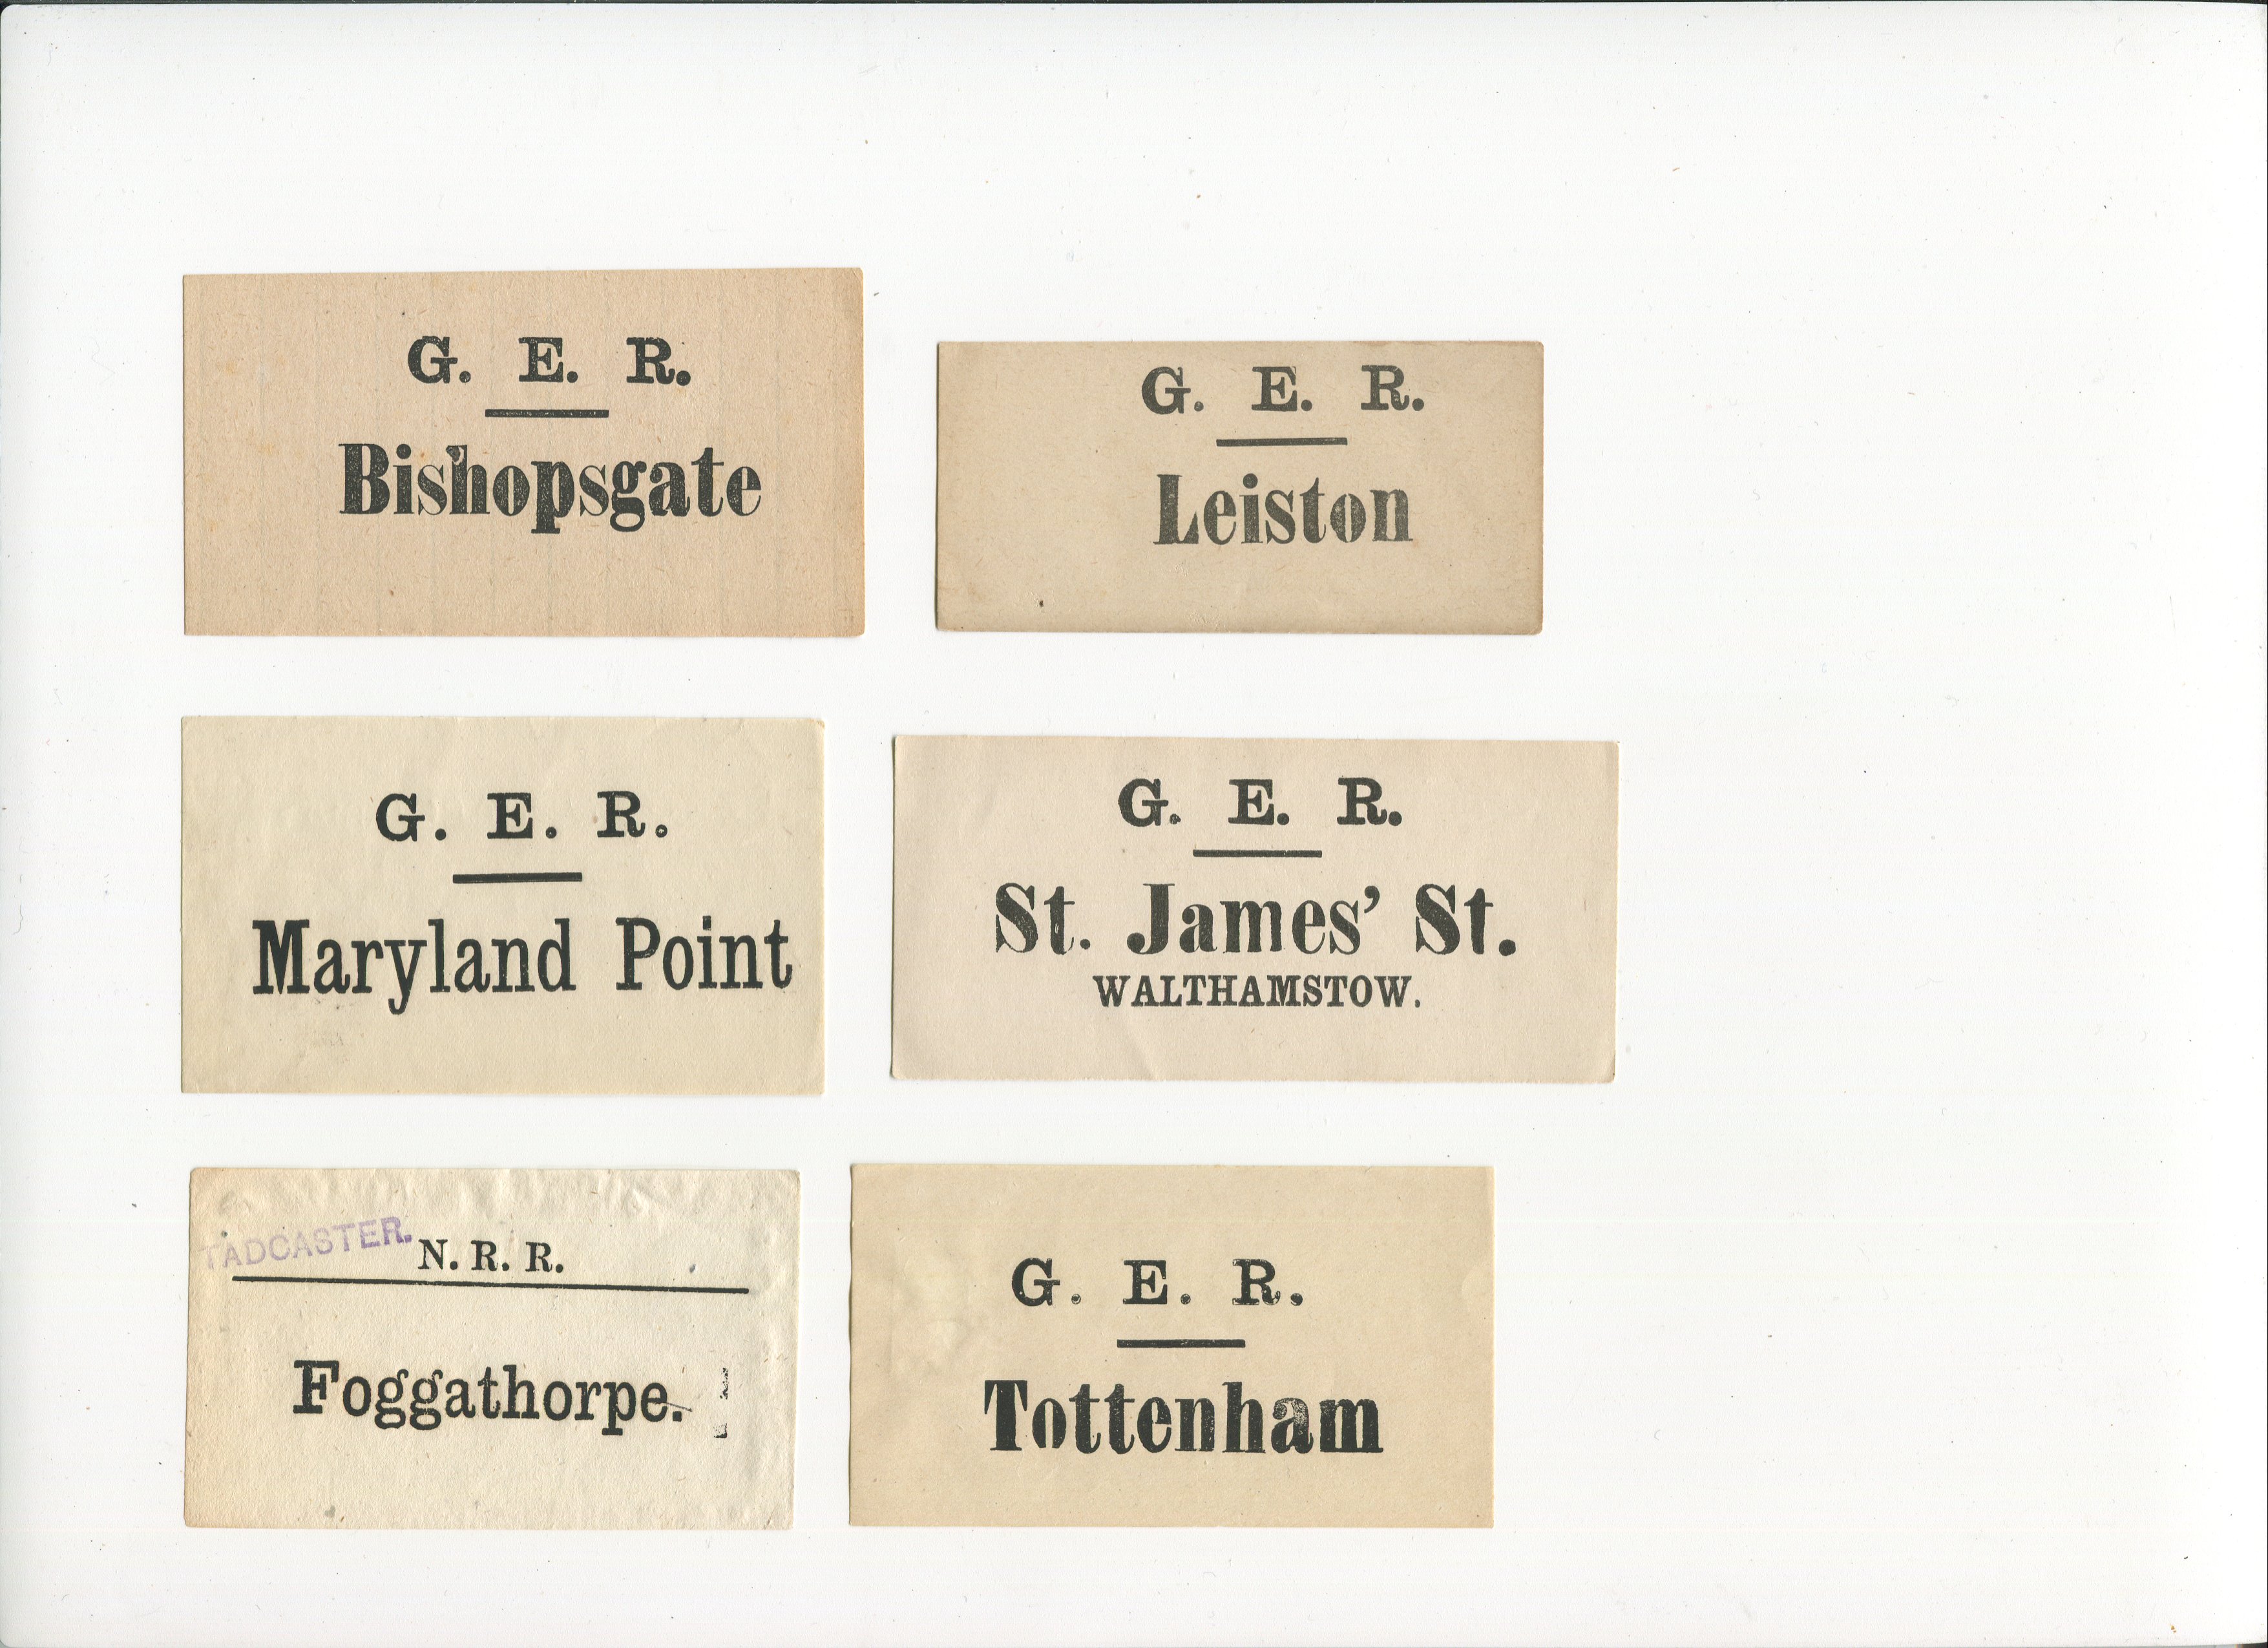 G. E. R.
Bishopsgate
G. E. R.
Leiston
G. E. R.
Maryland Point
G. E. R.
St. James’ St.
WALTHAMSTOW.
TADCASTER.
N. R. R.
Foggathorpe.
G. E. R.
Tottenham